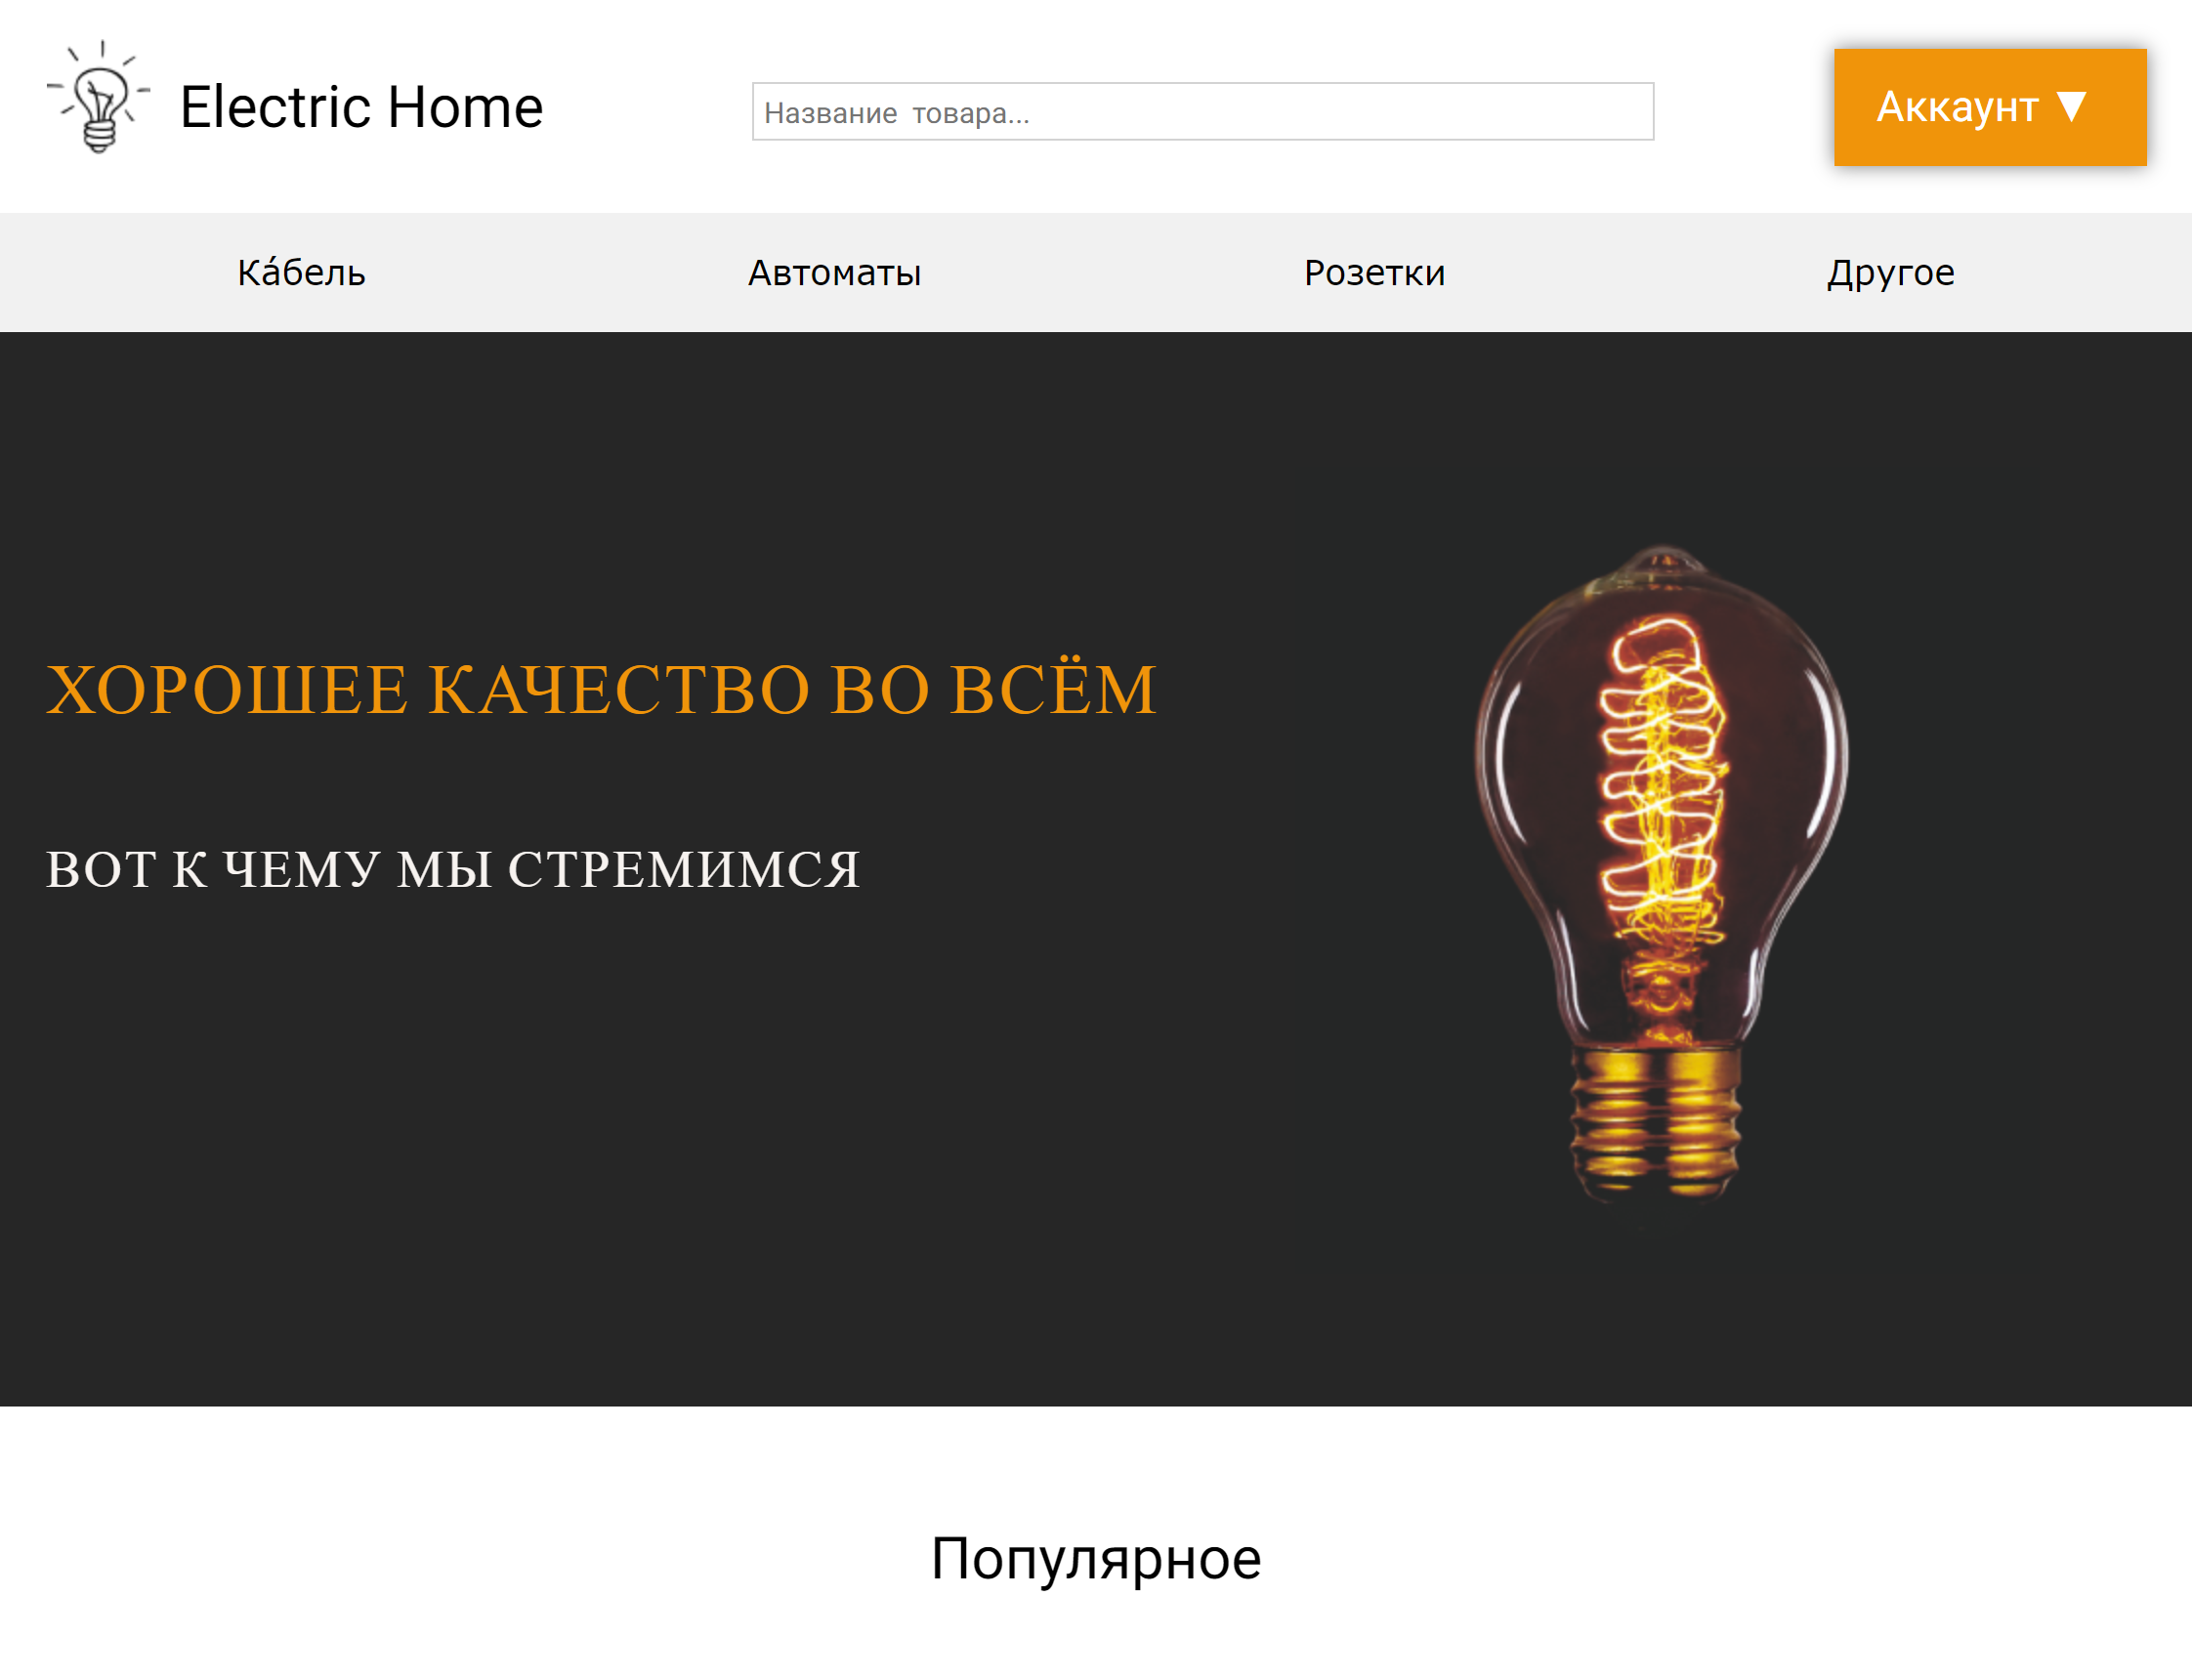 Electric Home
Название товара...
Аккаунт ▼
Ка́бель
Автоматы
Розетки
Другое
ХОРОШЕЕ КАЧЕСТВО ВО ВСЁМ
ВОТ К ЧЕМУ МЫ СТРЕМИМСЯ
Популярное